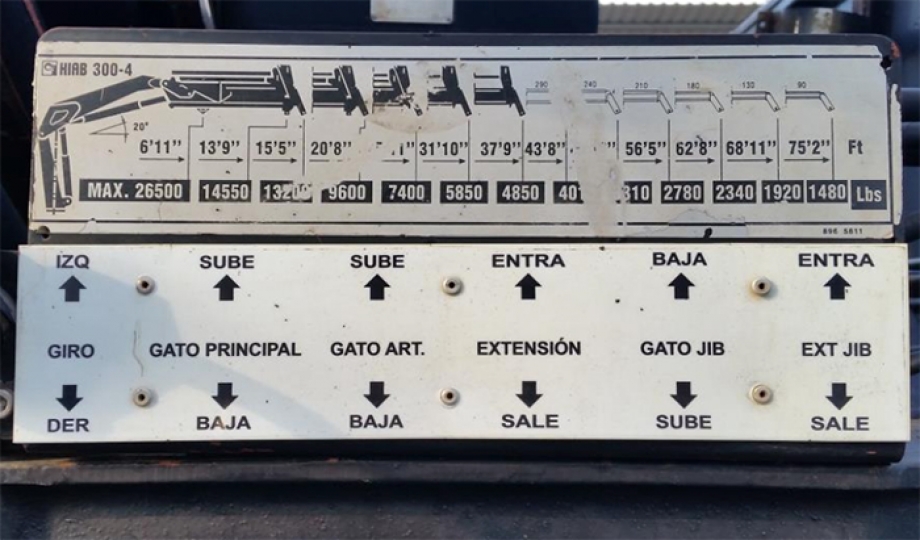 HIAB 300-4
290 240 210 180 130 90
20°
6'11" 13'9" 15'5" 20'8" 31'10" 37'9" 43'8" 56'5" 62'8" 68'11" 75'2" Ft
MAX. 26500 14550 13200 9600 7400 5850 4850 2780 2340 1920 1480 Lbs
896 5811
IZQ SUBE SUBE ENTRA BAJA ENTRA
GIRO GATO PRINCIPAL GATO ART. EXTENSIÓN GATO JIB EXT JIB
DER BAJA BAJA SALE SUBE SALE